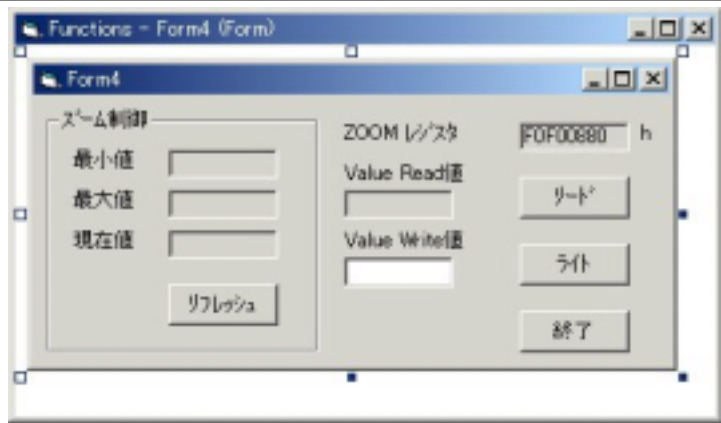 Functions - Form4 (Form)
Form4
ｽﾞｰﾑ制御
最小値
最大値
現在値
ﾘﾌﾚｯｼｭ
ZOOM ﾚｼﾞｽﾀ
F0F00880 h
Value Read値
Value Write値
ﾘｰﾄﾞ
ﾗｲﾄ
終了